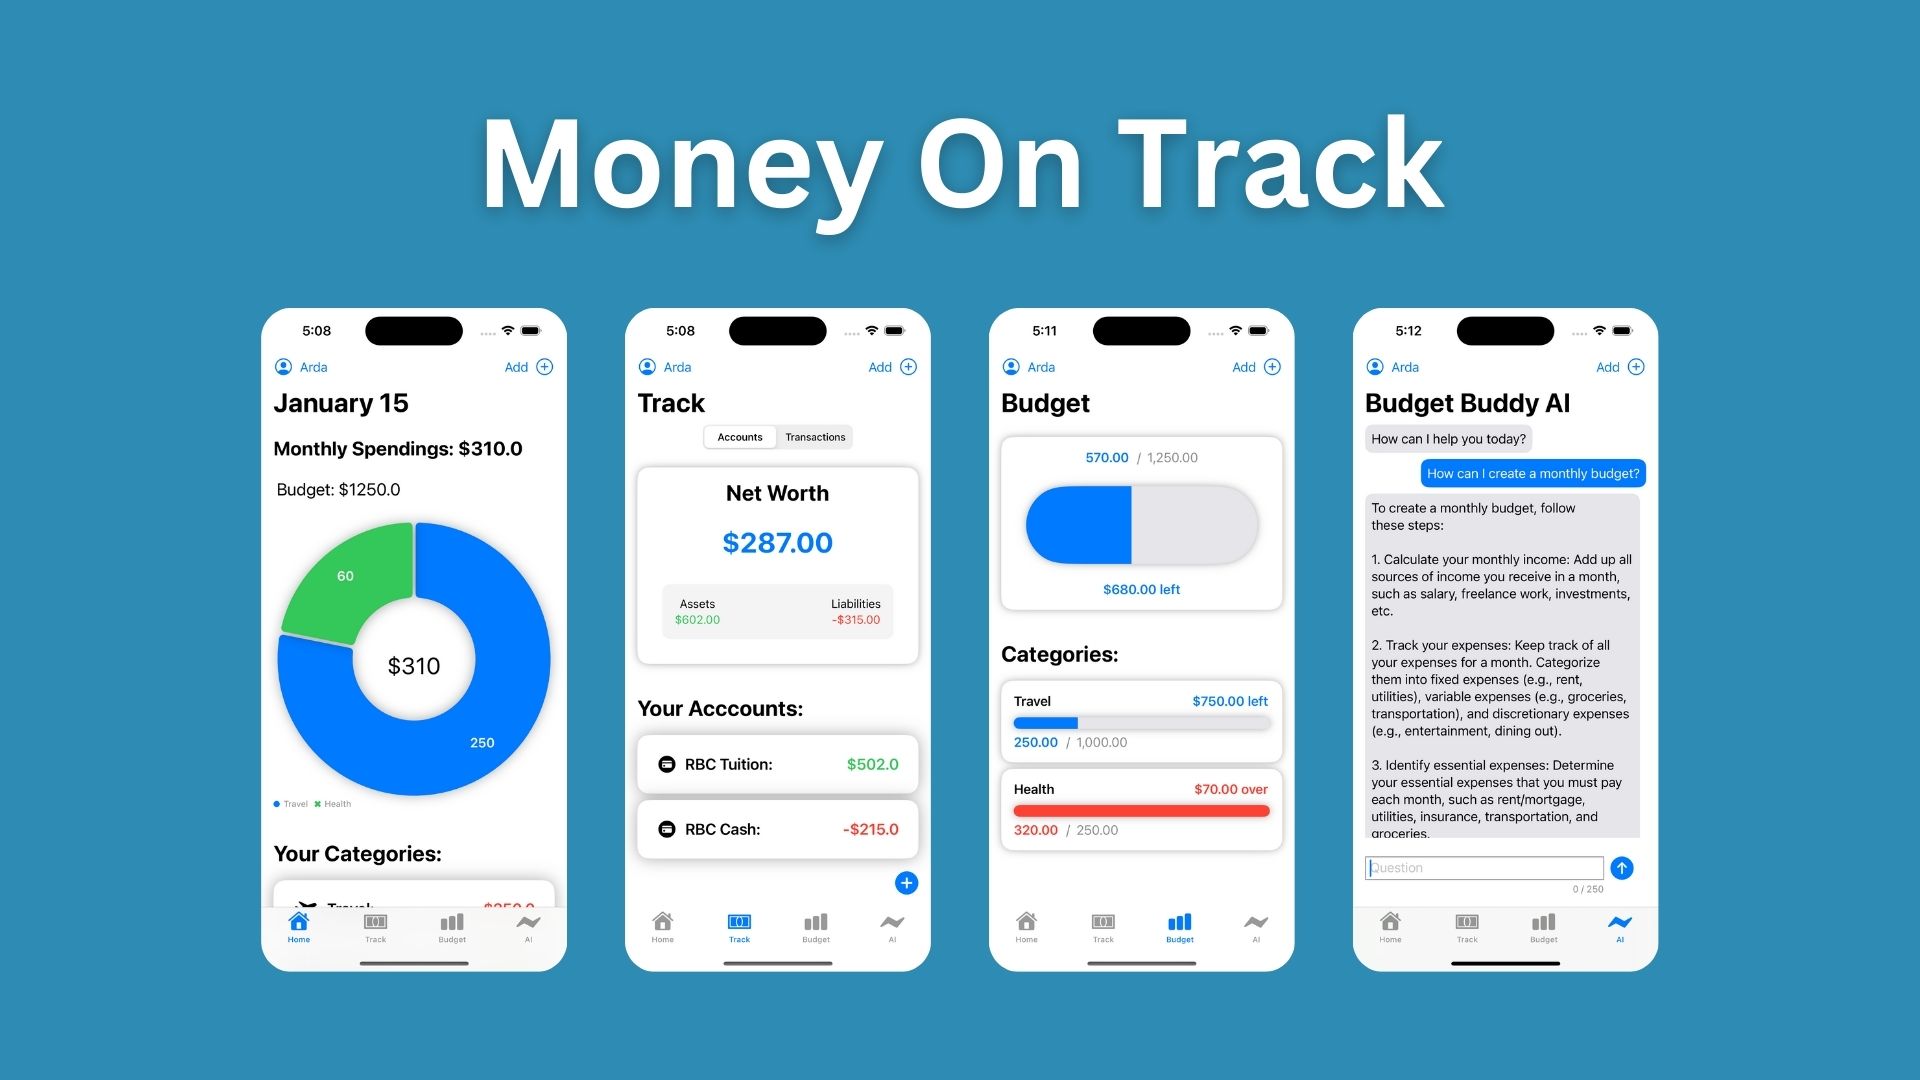 Money On Track
5:08
Arda
Add
January 15
Monthly Spendings: $310.0
Budget: $1250.0
60
$310
250
Travel Health
Your Categories:
Home Track Budget AI
5:08
Arda
Add
Track
Accounts Transactions
Net Worth
$287.00
Assets Liabilities
$602.00 -$315.00
Your Acccounts:
RBC Tuition: $502.0
RBC Cash: -$215.0
Home Track Budget AI
5:11
Arda
Add
Budget
570.00 / 1,250.00
$680.00 left
Categories:
Travel $750.00 left
250.00 / 1,000.00
Health $70.00 over
320.00 / 250.00
Home Track Budget AI
5:12
Arda
Add
Budget Buddy AI
How can I help you today?
How can I create a monthly budget?
To create a monthly budget, follow
these steps:
1. Calculate your monthly income: Add up all
sources of income you receive in a month,
such as salary, freelance work, investments,
etc.
2. Track your expenses: Keep track of all
your expenses for a month. Categorize
them into fixed expenses (e.g., rent,
utilities), variable expenses (e.g., groceries,
transportation), and discretionary expenses
(e.g., entertainment, dining out).
3. Identify essential expenses: Determine
your essential expenses that you must pay
each month, such as rent/mortgage,
utilities, insurance, transportation, and
groceries.
Question
0 / 250
Home Track Budget AI